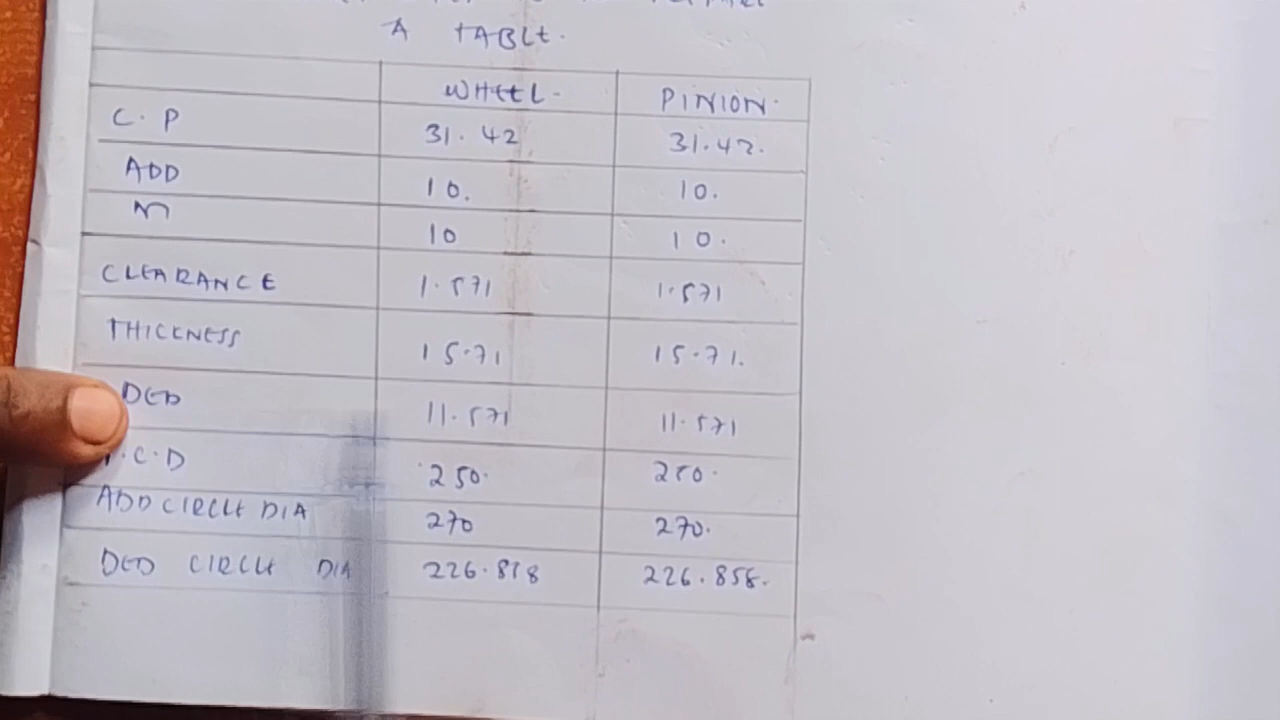 A TABLE.
WHEEL. PINION.
C.P 31.42 31.42.
ADD 10. 10.
m 10 10.
CLEARANCE 1.571 1.571
THICKNESS 15.71 15.71.
DED 11.571 11.571
.C.D 250. 250.
ADD CIRCLE DIA 270 270.
DED CIRCLE DIA 226.858 226.858.